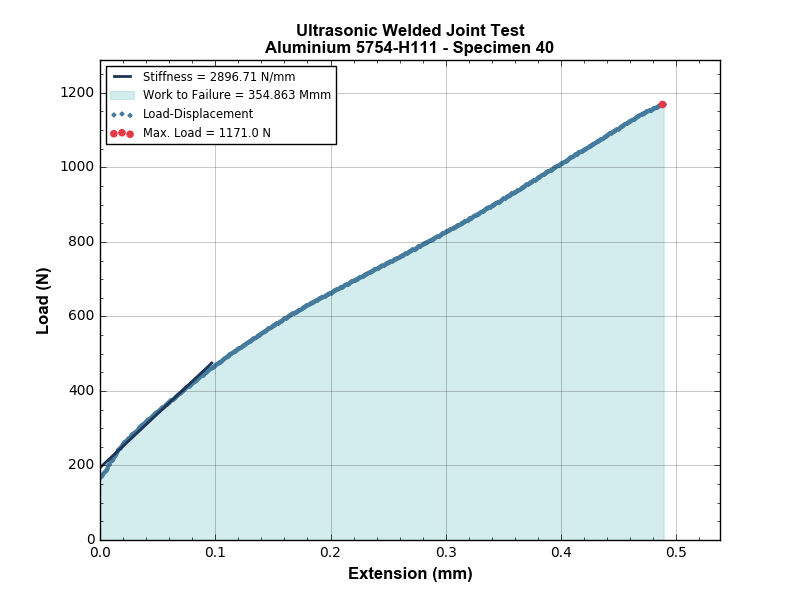 Ultrasonic Welded Joint Test
Aluminium 5754-H111 - Specimen 40
Stiffness = 2896.71 N/mm
Work to Failure = 354.863 Mmm
Load-Displacement
Max. Load = 1171.0 N
1200
1000
800
600
400
200
0
Load (N)
0.0 0.1 0.2 0.3 0.4 0.5
Extension (mm)